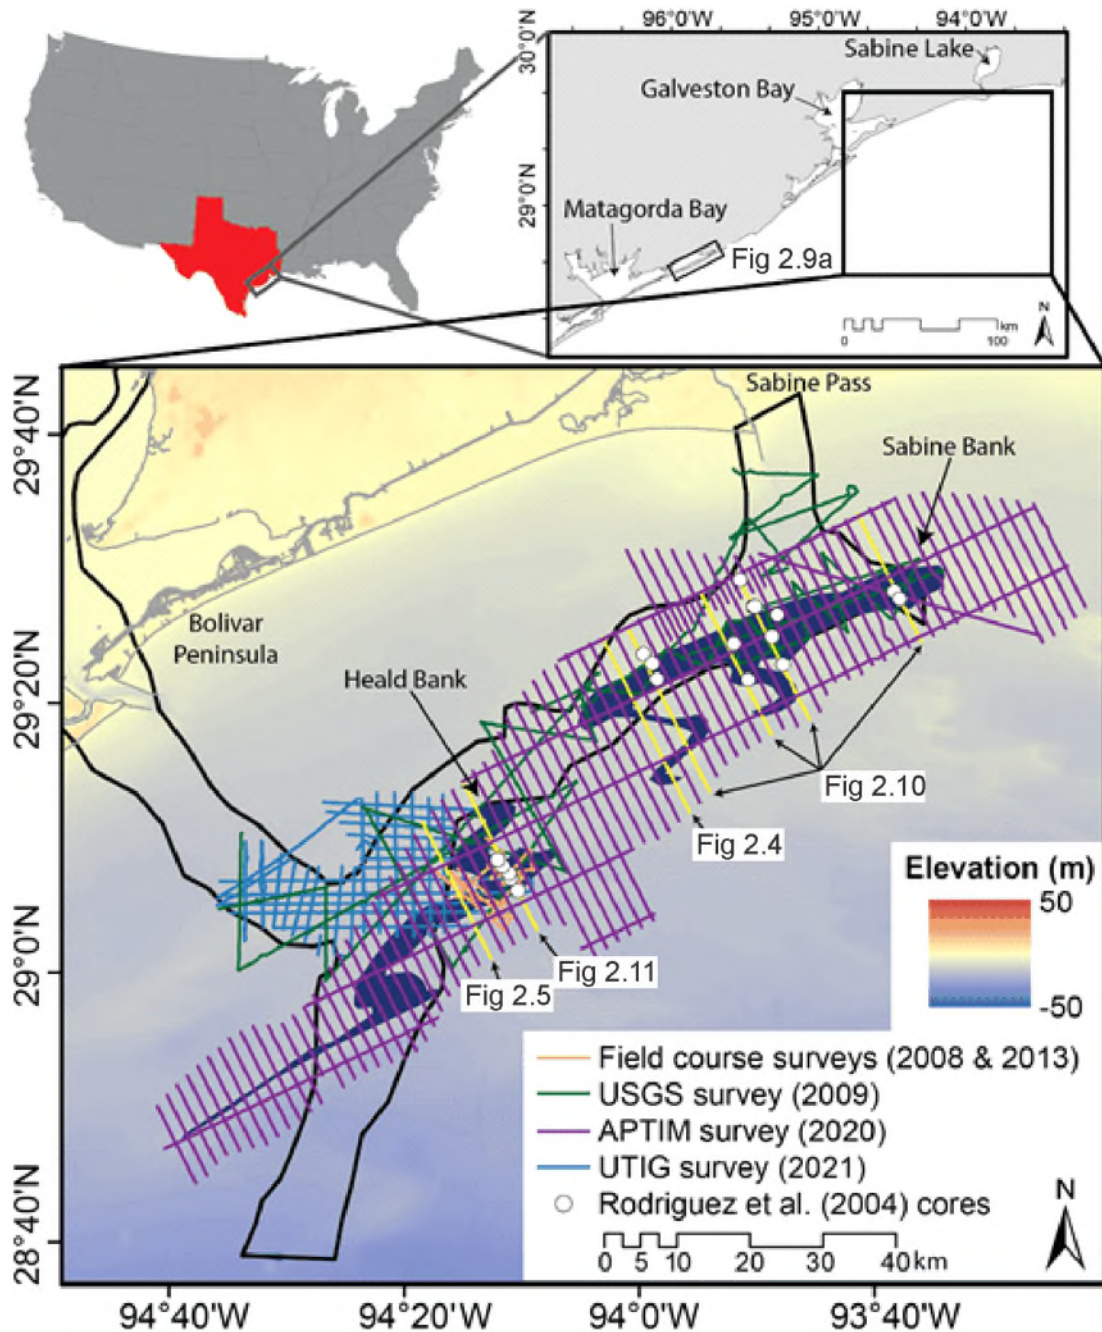 96°0'W 95°0'W 94°0'W
30°0'N
29°0'N
Sabine Lake
Galveston Bay
Matagorda Bay
Fig 2.9a
N
km
0 100
29°40'N
29°20'N
29°0'N
28°40'N
Sabine Pass
Sabine Bank
Bolivar
Peninsula
Heald Bank
Fig 2.10
Fig 2.4
Fig 2.11
Fig 2.5
Elevation (m)
50
-50
Field course surveys (2008 & 2013)
USGS survey (2009)
APTIM survey (2020)
UTIG survey (2021)
Rodriguez et al. (2004) cores
N
0 5 10 20 30 40 km
94°40'W 94°20'W 94°0'W 93°40'W